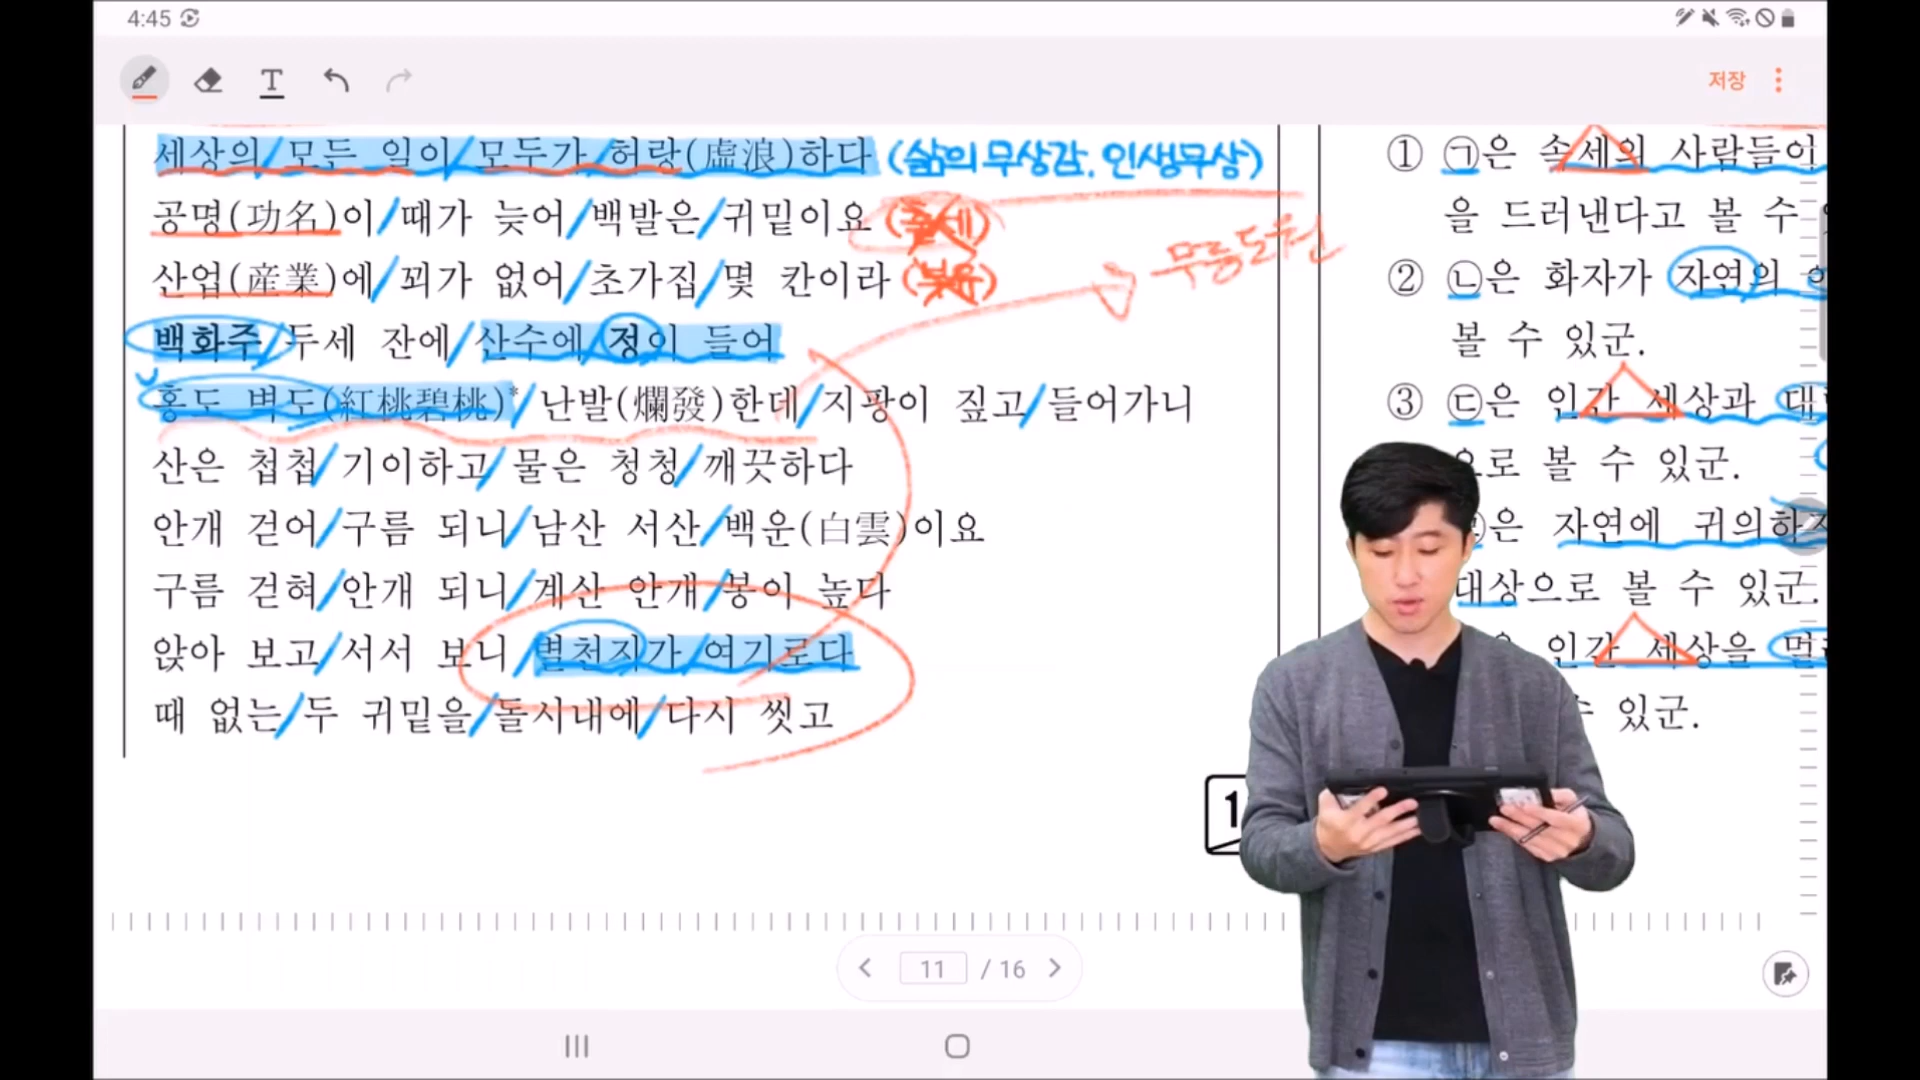 4:45
저장
세상의 모든 일이 모두가 허랑(虛浪)하다 (삶의 무상감, 인생무상)
공명(功名)이 때가 늦어 백발은 귀밑이요 (출세)
산업(産業)에 꾀가 없어 초가집 몇 칸이라 (부유)
무릉도원
백화주 두세 잔에 산수에 정이 들어
홍도 벽도(紅桃碧桃)* 난발(爛發)한데 지팡이 짚고 들어가니
산은 첩첩 기이하고 물은 청청 깨끗하다
안개 걷어 구름 되니 남산 서산 백운(白雲)이요
구름 걷혀 안개 되니 계산 안개 봉이 높다
앉아 보고 서서 보니 별천지가 여기로다
때 없는 두 귀밑을 돌시내에 다시 씻고
① ㉠은 속세의 사람들이
을 드러낸다고 볼 수
② ㉡은 화자가 자연의
볼 수 있군.
③ ㉢은 인간 세상과 대
으로 볼 수 있군.
은 자연에 귀의하
대상으로 볼 수 있군.
인간 세상을 멀
있군.
1
11 / 16